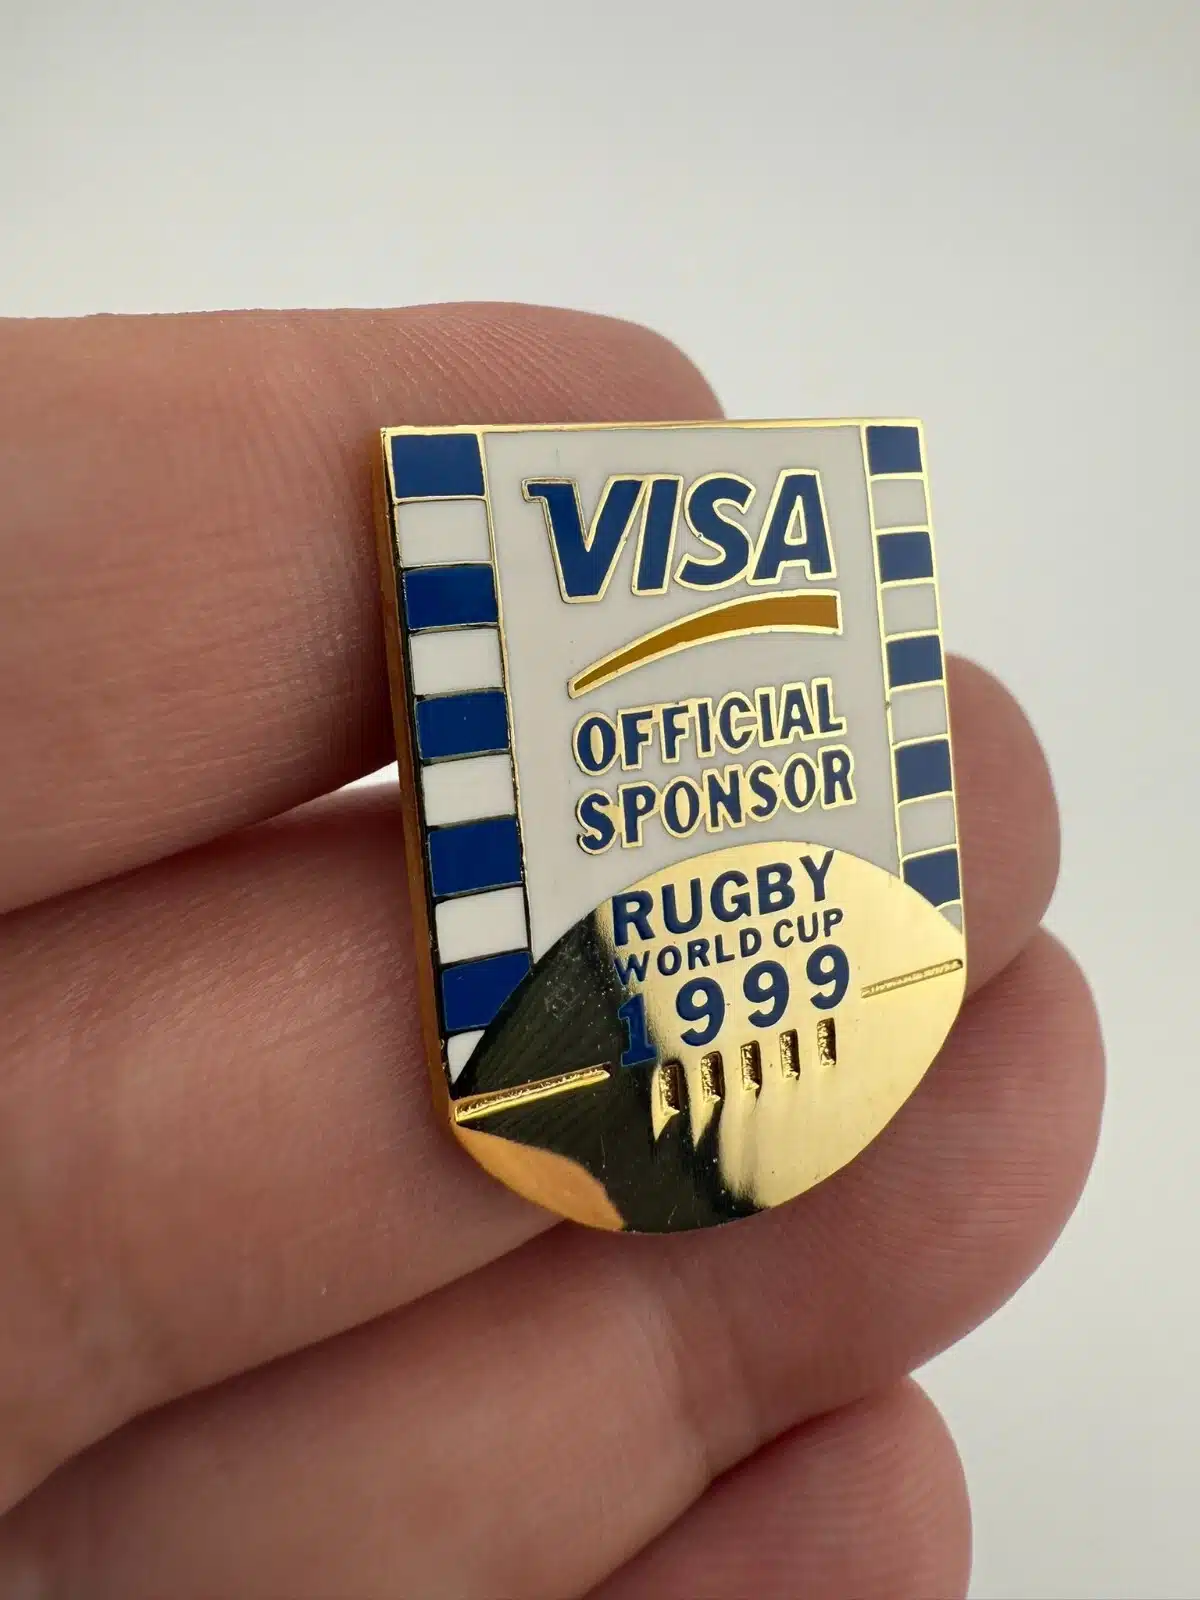 VISA
OFFICIAL
SPONSOR
RUGBY
WORLD CUP
1999